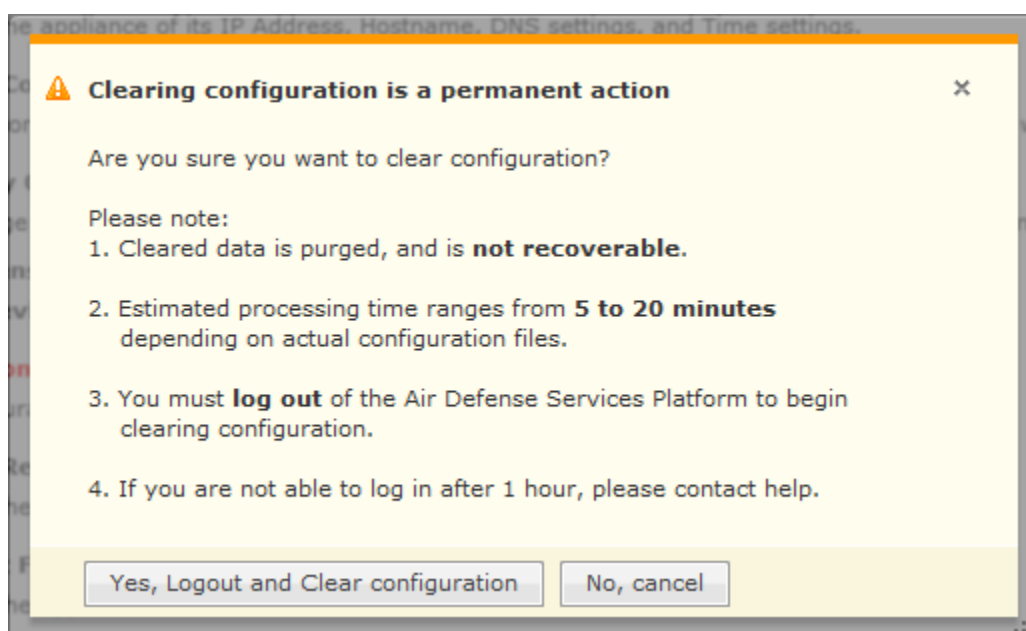 he appliance of its IP Address, Hostname, DNS settings, and Time settings.
Clearing configuration is a permanent action
Are you sure you want to clear configuration?
Please note:
1. Cleared data is purged, and is not recoverable.
2. Estimated processing time ranges from 5 to 20 minutes
depending on actual configuration files.
3. You must log out of the Air Defense Services Platform to begin
clearing configuration.
4. If you are not able to log in after 1 hour, please contact help.
Yes, Logout and Clear configuration No, cancel